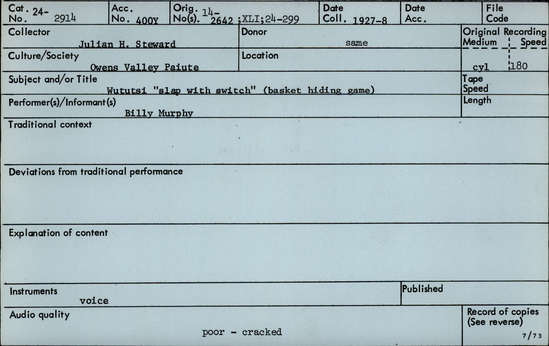 Cat. 24-
No. 2914
Acc.
No. 400Y
Orig. 14-
No(s). 2642 ;XLI;24-299
Date
Coll. 1927-8
Date
Acc.
File
Code
Collector
Julian H. Steward
Donor
same
Original Recording
Medium Speed
cyl 180
Culture/Society
Owens Valley Paiute
Location
Subject and/or Title
Wututsi "slap with switch" (basket hiding game)
Tape
Speed
Performer(s)/Informant(s)
Billy Murphy
Length
Traditional context
Deviations from traditional performance
Explanation of content
Instruments
voice
Published
Audio quality
poor - cracked
Record of copies
(See reverse)
7/73